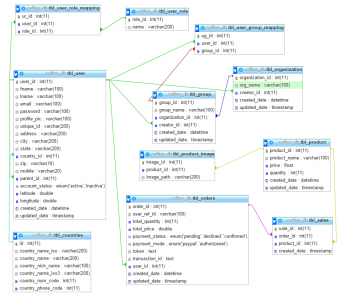 tbl_user_role_mapping
ur_id : int(11)
user_id : int(11)
role_id : int(11)
tbl_user_role
role_id : int(11)
name : varchar(200)
tbl_user_group_mapping
ug_id : int(11)
user_id : int(11)
group_id : int(11)
tbl_user
user_id : int(11)
fname : varchar(100)
lname : varchar(100)
email : varchar(100)
password : varchar(100)
profile_pic : varchar(100)
unique_id : varchar(200)
address : varchar(200)
city : varchar(200)
state : varchar(200)
country_id : int(11)
zip : varchar(12)
mobile : varchar(20)
parent_id : int(11)
account_status : enum('active','inactive')
latitude : double
longitude : double
created_date : datetime
updated_date : timestamp
tbl_group
group_id : int(11)
group_name : varchar(100)
organization_id : int(11)
creator_id : int(11)
created_date : datetime
updated_date : datetime
tbl_organization
organization_id : int(11)
org_name : varchar(100)
creator_id : int(11)
created_date : datetime
updated_date : timestamp
tbl_product_image
image_id : int(11)
product_id : int(11)
image_path : varchar(200)
tbl_product
product_id : int(11)
product_name : varchar(100)
price : float
quantity : int(11)
created_date : datetime
updated_date : timestamp
tbl_orders
order_id : int(11)
user_ref_id : varchar(100)
total_quantity : int(11)
total_price : double
payment_status : enum('pending','declined','confirmed')
payment_mode : enum('paypal','authorizenet')
token : text
transaction_id : text
user_id : int(11)
created_date : datetime
updated_date : timestamp
tbl_sales
sale_id : int(11)
order_id : int(11)
product_id : int(11)
created_date : timestamp
tbl_countries
id : int(11)
country_name_iso : varchar(200)
country_name : varchar(200)
country_nick_name : varchar(200)
country_name_iso3 : varchar(200)
country_num_code : int(11)
country_phone_code : int(11)